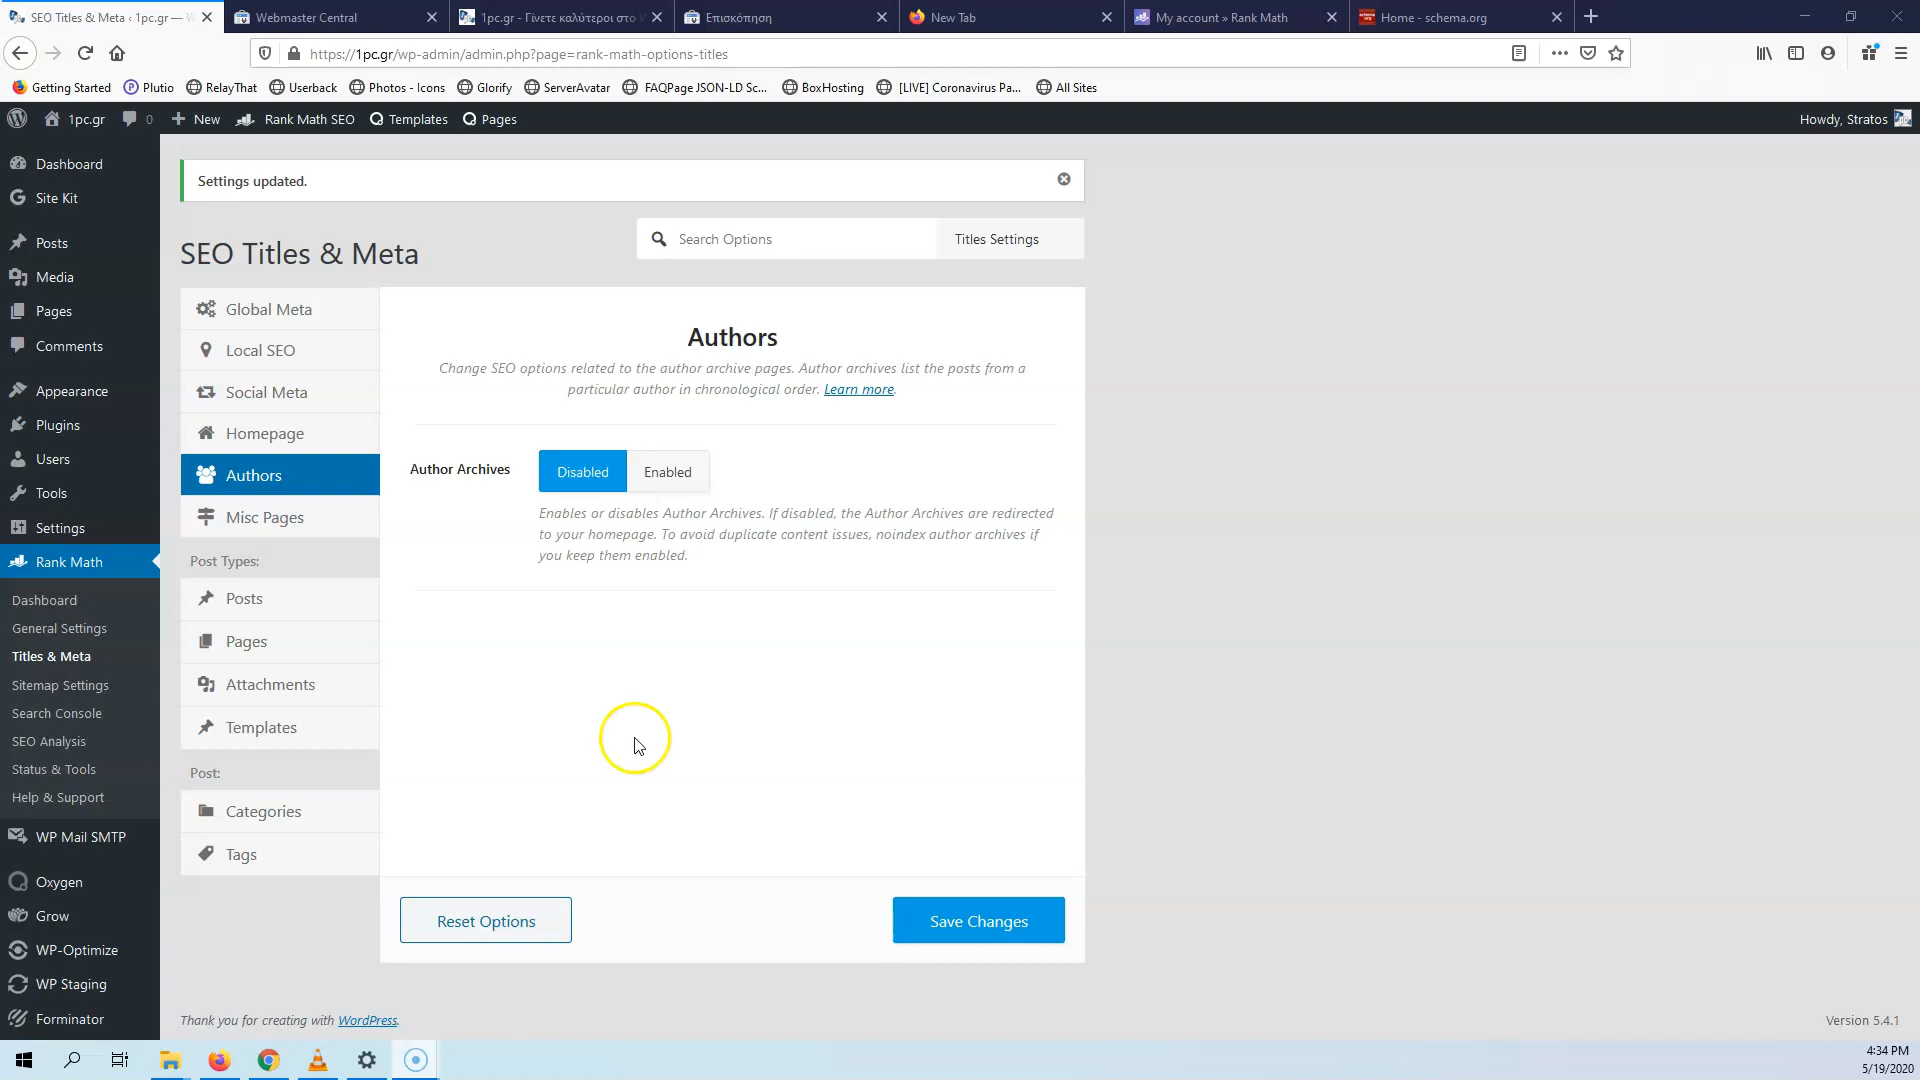 SEO Titles & Meta ‹ 1pc.gr — W
Webmaster Central
1pc.gr - Γίνετε καλύτεροι στο W
Επισκόπηση
New Tab
My account » Rank Math
Home - schema.org
https://1pc.gr/wp-admin/admin.php?page=rank-math-options-titles
Getting Started
Plutio
RelayThat
Userback
Photos - Icons
Glorify
ServerAvatar
FAQPage JSON-LD Sc...
BoxHosting
[LIVE] Coronavirus Pa...
All Sites
1pc.gr
0
New
Rank Math SEO
Templates
Pages
Howdy, Stratos
Dashboard
Site Kit
Posts
Media
Pages
Comments
Appearance
Plugins
Users
Tools
Settings
Rank Math
Dashboard
General Settings
Titles & Meta
Sitemap Settings
Search Console
SEO Analysis
Status & Tools
Help & Support
WP Mail SMTP
Oxygen
Grow
WP-Optimize
WP Staging
Forminator
Settings updated.
SEO Titles & Meta
Search Options
Titles Settings
Global Meta
Local SEO
Social Meta
Homepage
Authors
Misc Pages
Post Types:
Posts
Pages
Attachments
Templates
Post:
Categories
Tags
Authors
Change SEO options related to the author archive pages. Author archives list the posts from a
particular author in chronological order. Learn more.
Author Archives
Disabled
Enabled
Enables or disables Author Archives. If disabled, the Author Archives are redirected
to your homepage. To avoid duplicate content issues, noindex author archives if
you keep them enabled.
Reset Options
Save Changes
Thank you for creating with WordPress.
Version 5.4.1
4:34 PM
5/19/2020